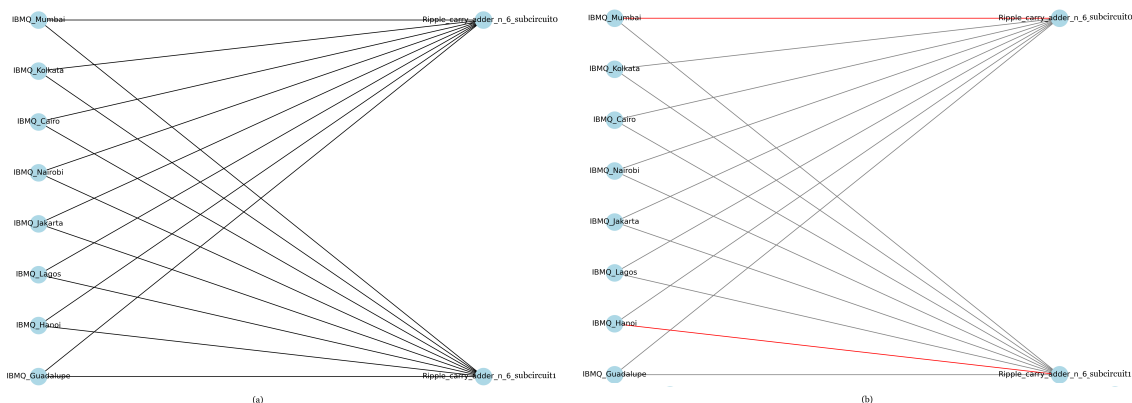 IBMQ_Mumbai
Ripple_carry_adder_n_6_subcircuit0
IBMQ_Kolkata
IBMQ_Cairo
IBMQ_Nairobi
IBMQ_Jakarta
IBMQ_Lagos
IBMQ_Hanoi
IBMQ_Guadalupe
Ripple_carry_adder_n_6_subcircuit1
(a)
IBMQ_Mumbai
Ripple_carry_adder_n_6_subcircuit0
IBMQ_Kolkata
IBMQ_Cairo
IBMQ_Nairobi
IBMQ_Jakarta
IBMQ_Lagos
IBMQ_Hanoi
IBMQ_Guadalupe
Ripple_carry_adder_n_6_subcircuit1
(b)